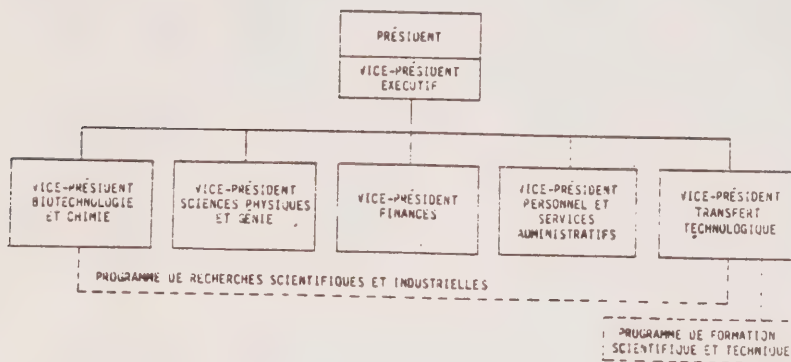 PRÉSIDENT
VICE-PRÉSIDENT
EXECUTIF
VICE-PRÉSIDENT
BIOTECHNOLOGIE
ET CHIMIE
VICE-PRÉSIDENT
SCIENCES PHYSIQUES
ET GÉNIE
VICE-PRÉSIDENT
FINANCES
VICE-PRÉSIDENT
PERSONNEL ET
SERVICES
ADMINISTRATIFS
VICE-PRÉSIDENT
TRANSFERT
TECHNOLOGIQUE
PROGRAMME DE RECHERCHES SCIENTIFIQUES ET INDUSTRIELLES
PROGRAMME DE FORMATION
SCIENTIFIQUE ET TECHNIQUE